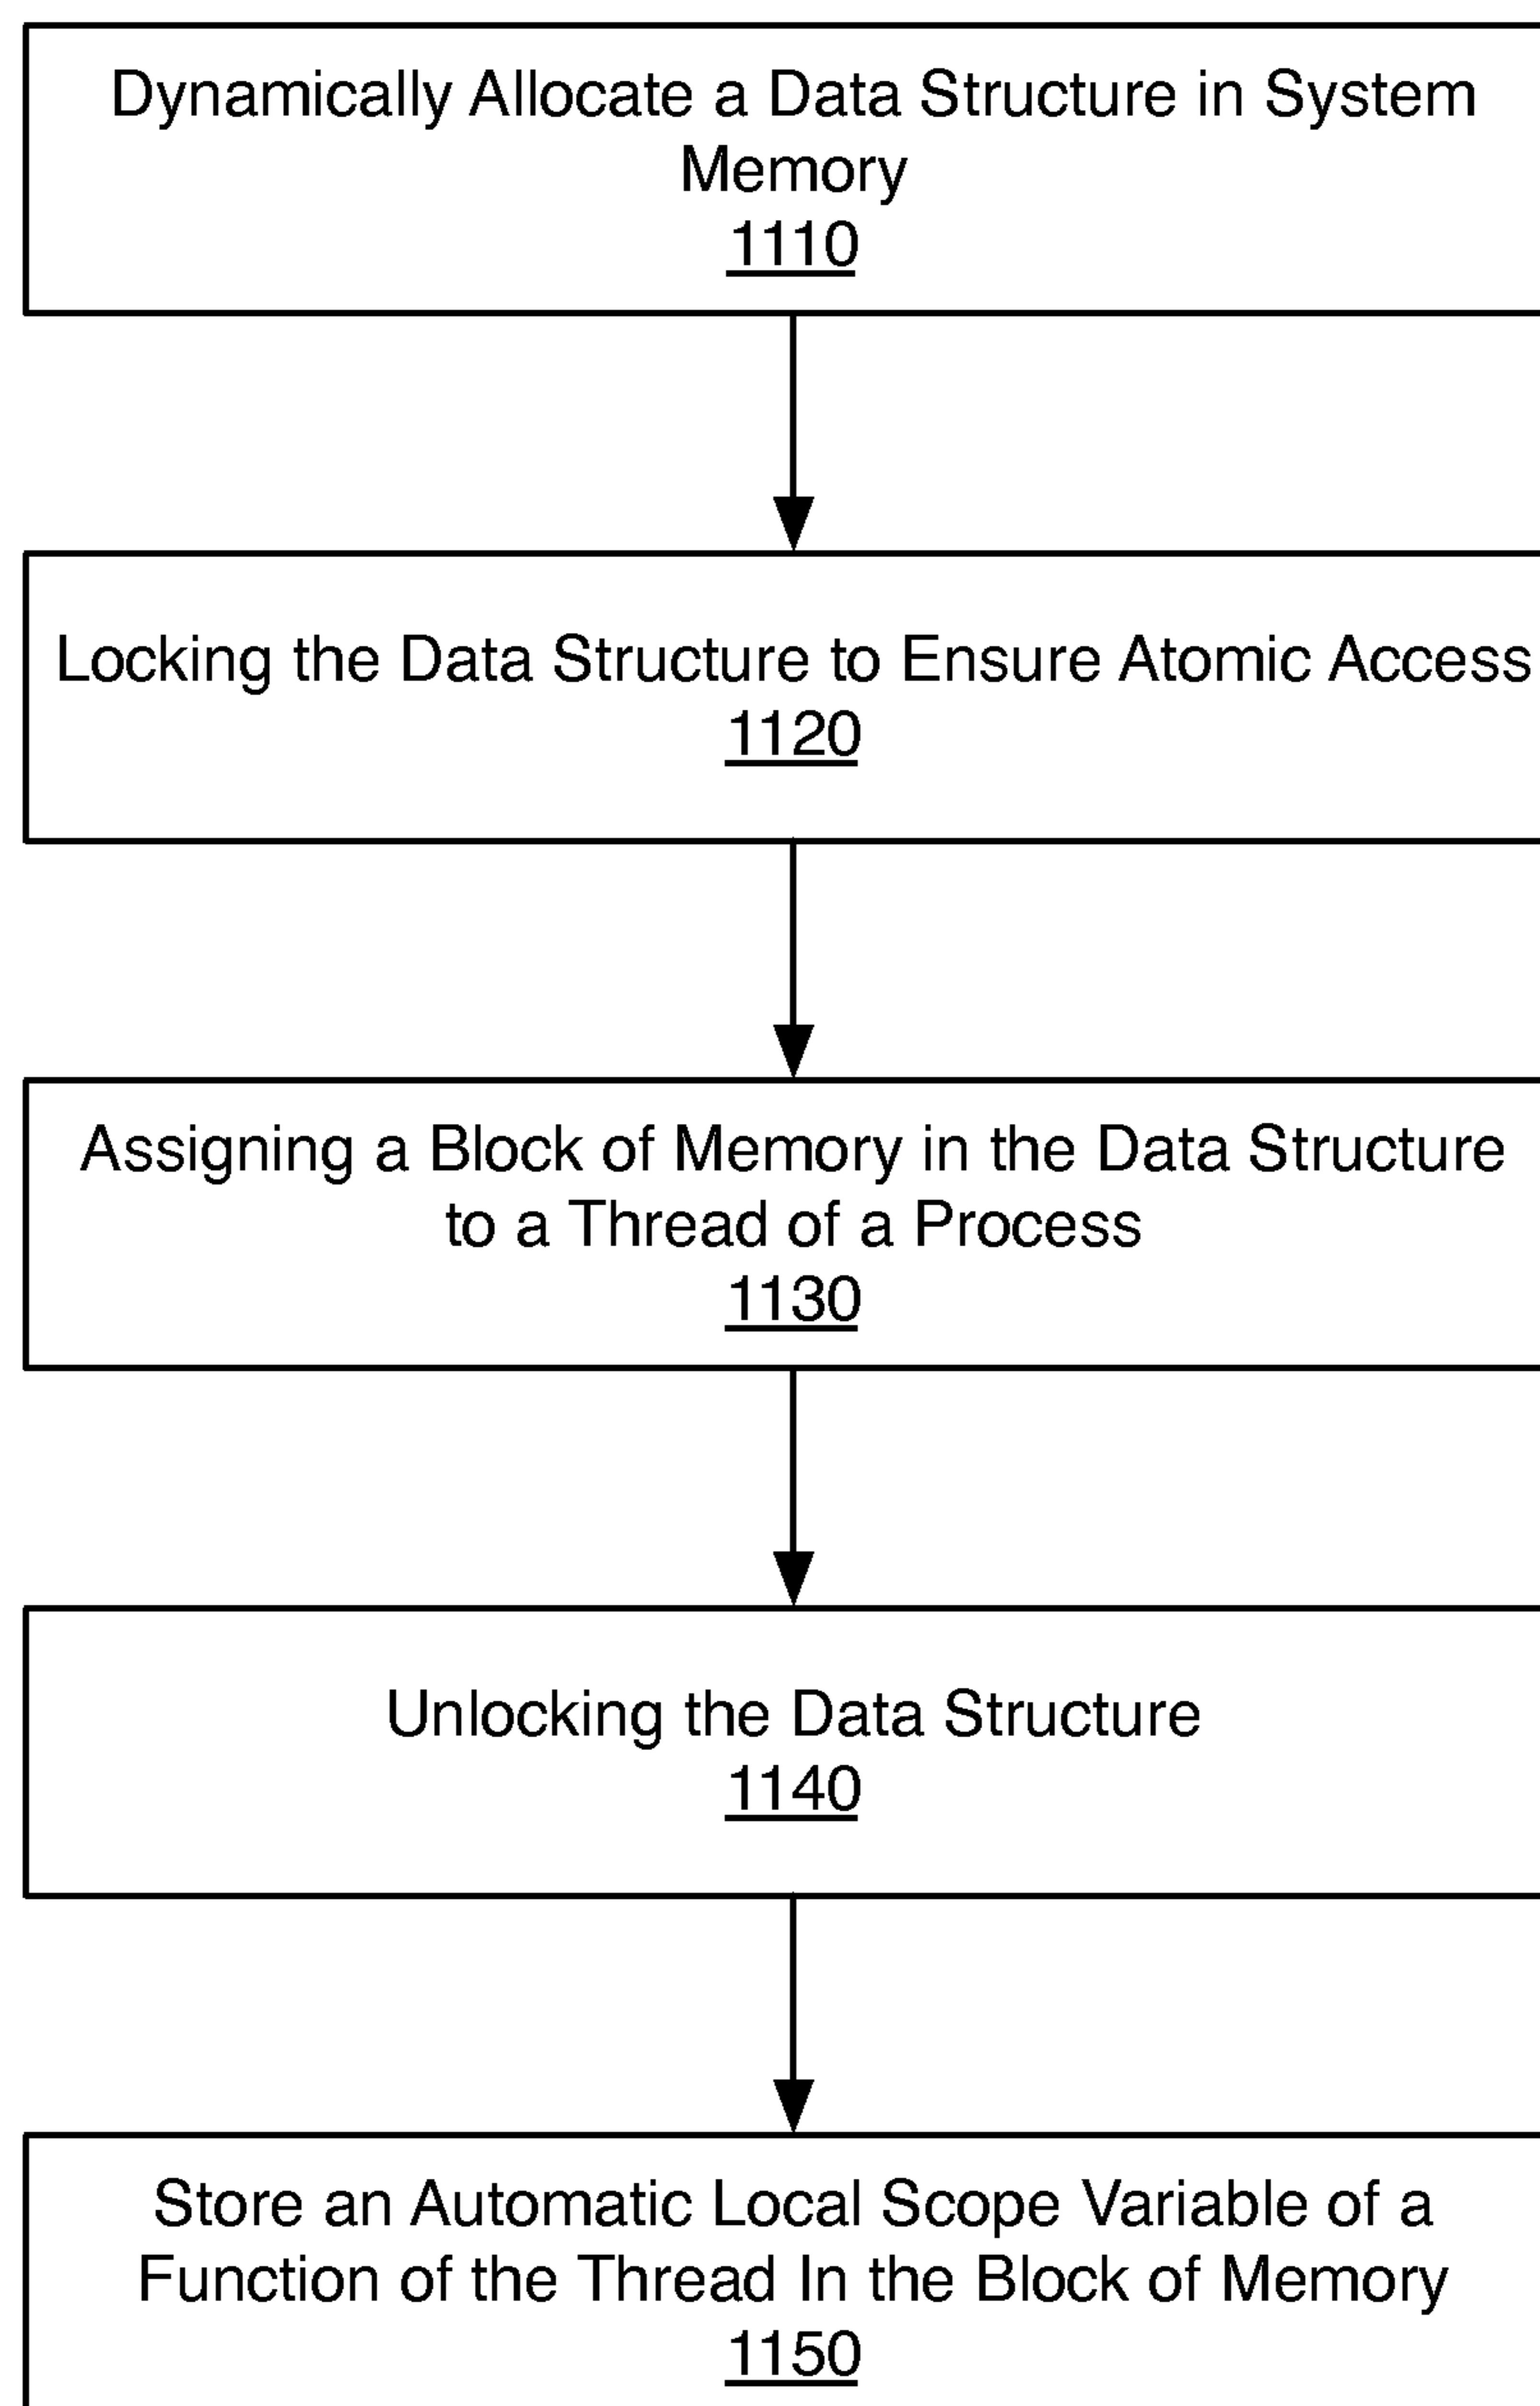 Dynamically Allocate a Data Structure in System
Memory
1110
Locking the Data Structure to Ensure Atomic Access
1120
Assigning a Block of Memory in the Data Structure
to a Thread of a Process
1130
Unlocking the Data Structure
1140
Store an Automatic Local Scope Variable of a
Function of the Thread In the Block of Memory
1150